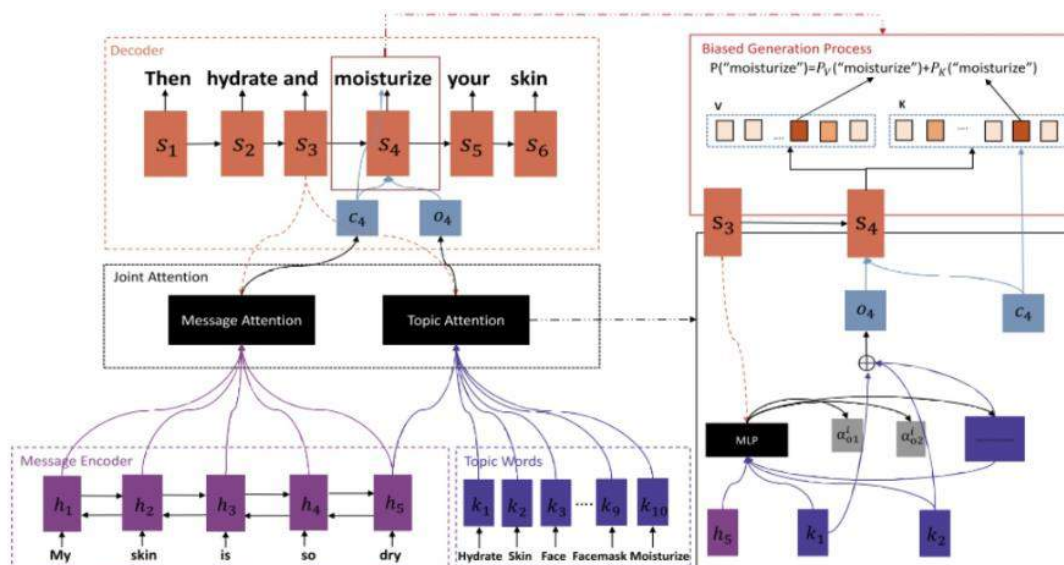 Decoder
Then hydrate and moisturize your skin
s1 s2 s3 s4 s5 s6
c4 o4
Joint Attention
Message Attention
Topic Attention
Message Encoder
h1 h2 h3 h4 h5
My skin is so dry
Topic Words
k1 k2 k3 .... k9 k10
Hydrate Skin Face Facemask Moisturize
Biased Generation Process
P("moisturize")=PV("moisturize")+PK("moisturize")
V K
.... ....
s3 s4
o4 c4
MLP
α^i_o1 α^i_o2
h5 k1 k2